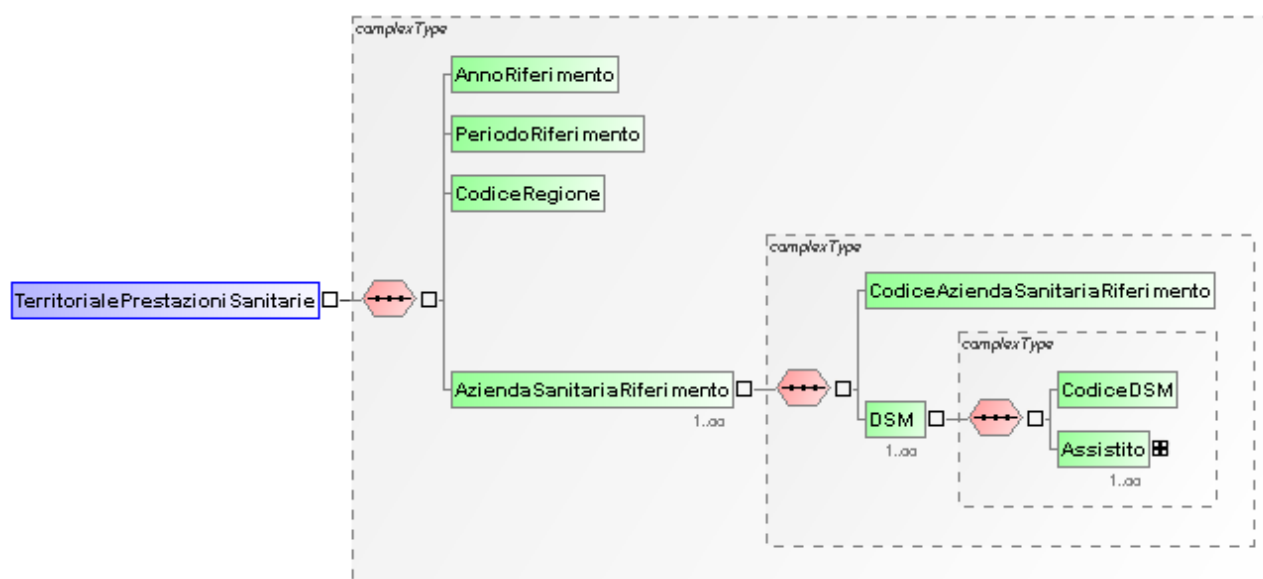 complexType
AnnoRiferimento
PeriodoRiferimento
CodiceRegione
complexType
CodiceAziendaSanitariaRiferimento
TerritorialePrestazioniSanitarie
complexType
AziendaSanitariaRiferimento
CodiceDSM
1..∞
DSM
1..∞
Assistito
1..∞